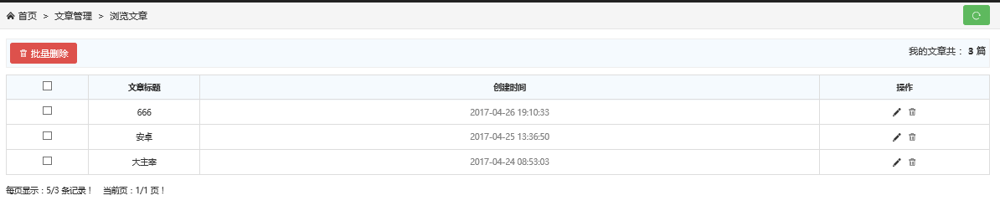 首页 > 文章管理 > 浏览文章
批量删除 我的文章共： 3 篇
文章标题 创建时间 操作
666 2017-04-26 19:10:33
安卓 2017-04-25 13:36:50
大主宰 2017-04-24 08:53:03
每页显示：5/3 条记录！ 当前页：1/1 页！